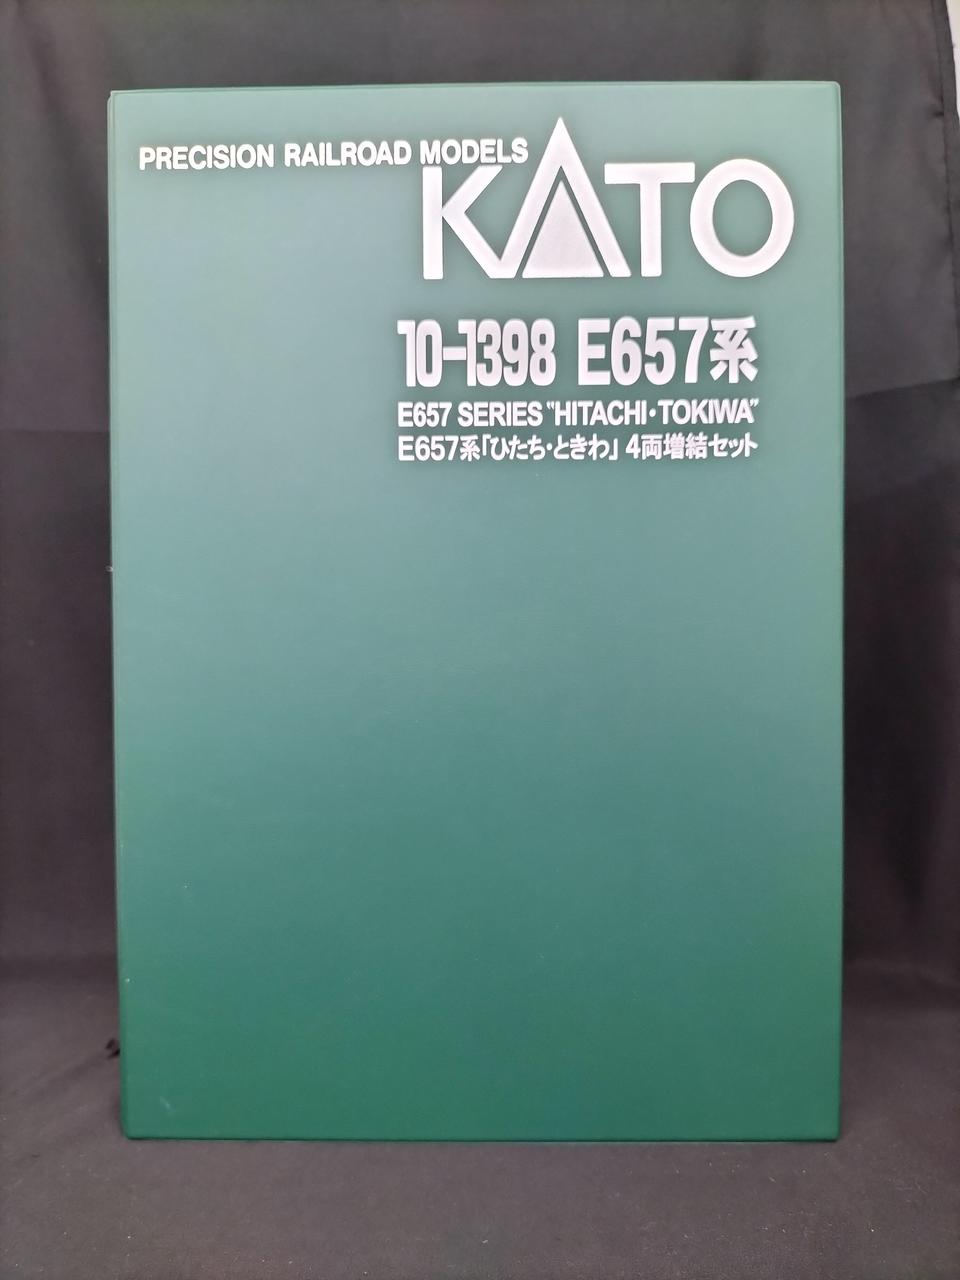 PRECISION RAILROAD MODELS
KATO
10-1398 E657系
E657 SERIES "HITACHI・TOKIWA"
E657系「ひたち・ときわ」 4両増結セット